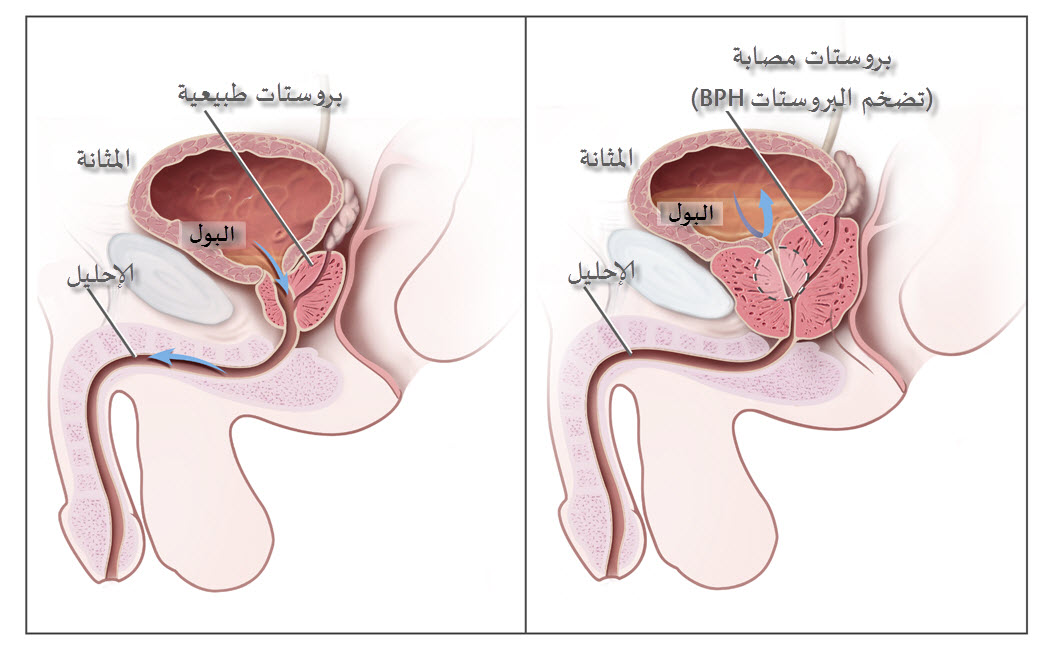 بروستات طبيعية
المثانة
البول
الإحليل
بروستات مصابة
(تضخم البروستات BPH)
المثانة
البول
الإحليل